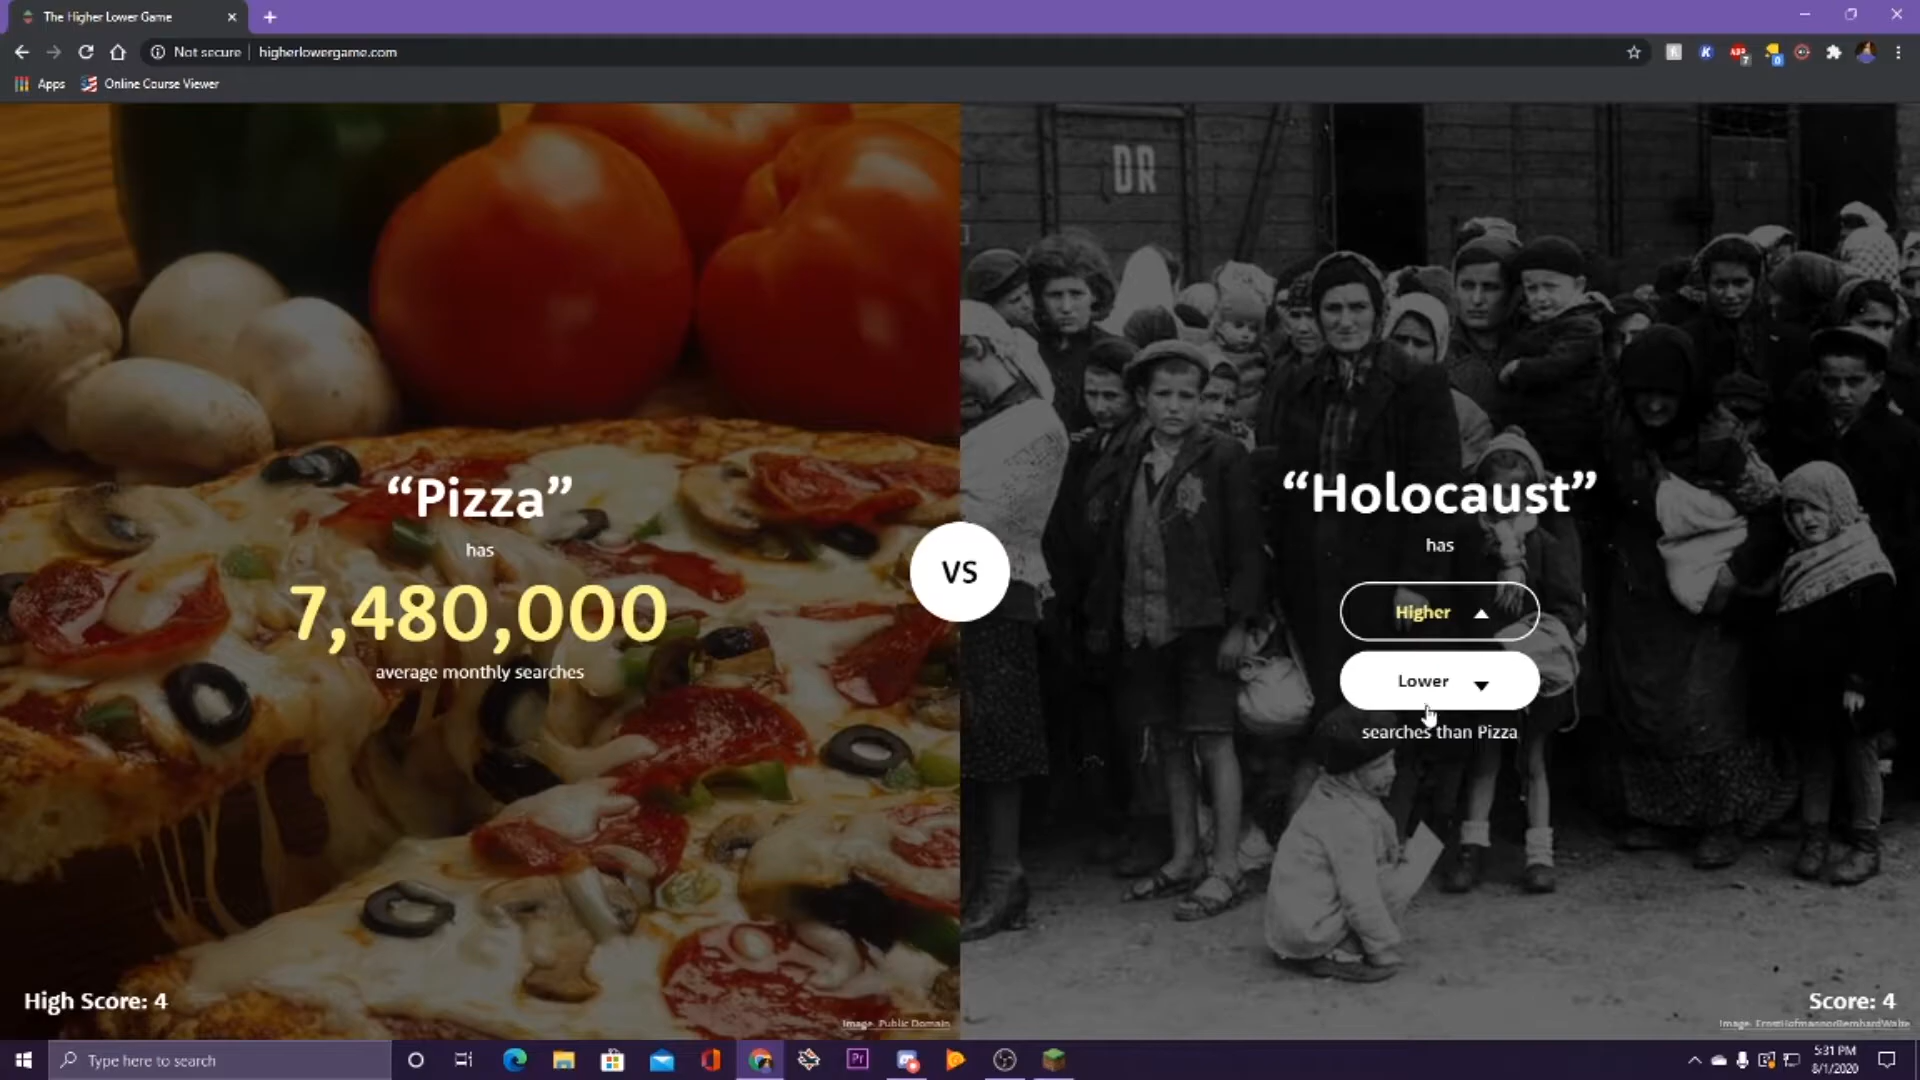 The Higher Lower Game
Not secure
higherlowergame.com
Apps
Online Course Viewer
DR
“Pizza”
has
7,480,000
average monthly searches
VS
“Holocaust”
has
Higher
Lower
searches than Pizza
High Score: 4
Image: Public Domain
Score: 4
Type here to search
Pr
5:31 PM
8/1/2020